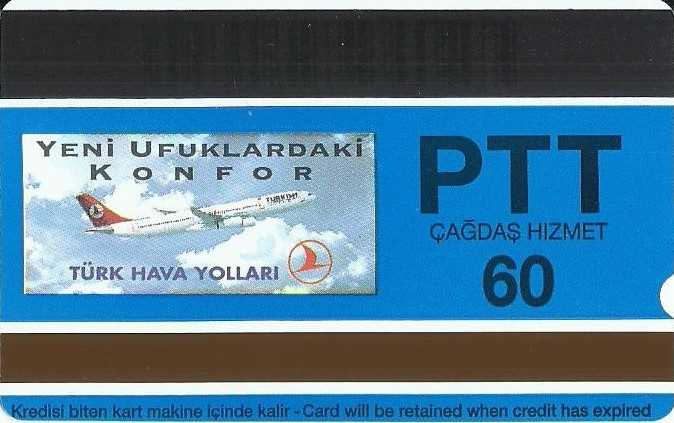 YENİ UFUKLARDAKİ
KONFOR
TURKISH
TÜRK HAVA YOLLARI
PTT
ÇAĞDAŞ HIZMET
60
Kredisi biten kart makine içinde kalir - Card will be retained when credit has expired